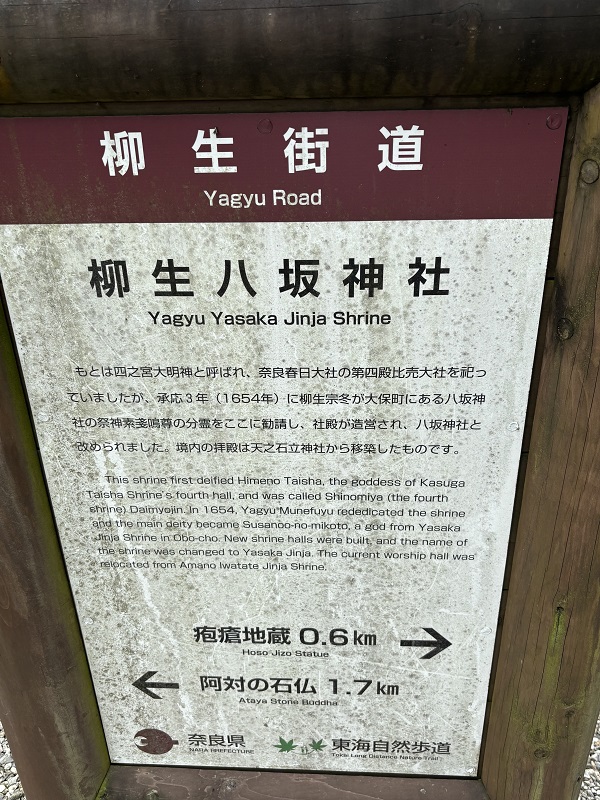 柳生街道
Yagyu Road
柳生八坂神社
Yagyu Yasaka Jinja Shrine
もとは四之宮大明神と呼ばれ、奈良春日大社の第四殿比売大社を祀っ
ていましたが、承応3年(1654年)に柳生宗冬が大保町にある八坂神
社の祭神素戔嗚尊の分霊をここに勧請し、社殿が造営され、八坂神社と
改められました。境内の拝殿は天之石立神社から移築したものです。
This shrine first deified Himeno Taisha, the goddess of Kasuga
Taisha Shrine's fourth hall, and was called Shinomiya (the fourth
shrine) Daimyojin. In 1654, Yagyu Munefuyu rededicated the shrine
and the main deity became Susanoo-no-mikoto, a god from Yasaka
Jinja Shrine in Obo-cho. New shrine halls were built, and the name of
the shrine was changed to Yasaka Jinja. The current worship hall was
relocated from Amano Iwatate Jinja Shrine.
疱瘡地蔵 0.6km →
Hoso Jizo Statue
← 阿対の石仏 1.7km
Ataya Stone Buddha
奈良県 東海自然歩道
NARA PREFECTURE Tokai Long Distance Nature Trail